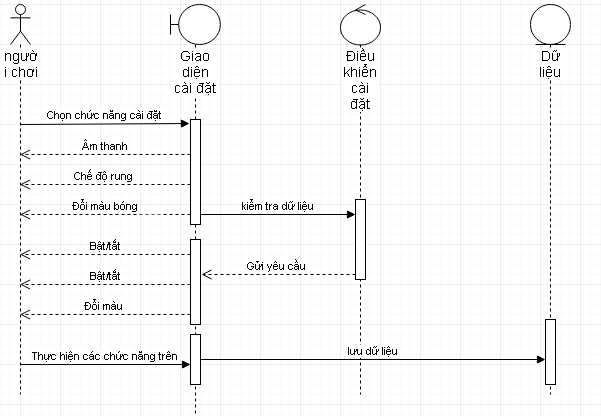 ngườ
i chơi
Giao
diện
cài đặt
Điều
khiển
cài
đặt
Dữ
liệu
Chọn chức năng cài đặt
Âm thanh
Chế độ rung
Đổi màu bóng
kiểm tra dữ liệu
Bật/tắt
Gửi yêu cầu
Bật/tắt
Đổi màu
Thực hiện các chức năng trên
lưu dữ liệu